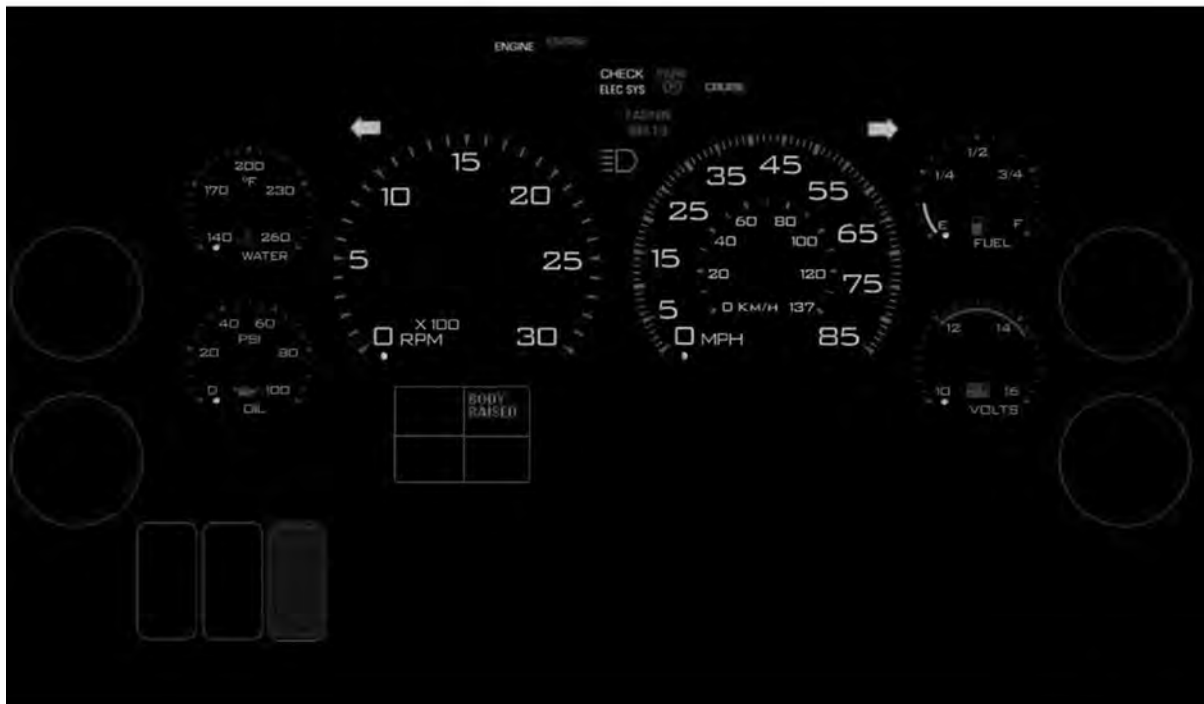 ENGINE
CHECK
ELEC SYS
CRUISE
200
°F
170 230
140 260
WATER
40 60
PSI
20 80
0 100
OIL
15
10 20
5 25
X 100
0 RPM 30
45
35 55
25 65
15 75
5
0 MPH 85
60 80
40 100
20 120
0 KM/H 137
1/2
1/4 3/4
E F
FUEL
12 14
10 16
VOLTS
BODY
RAISED